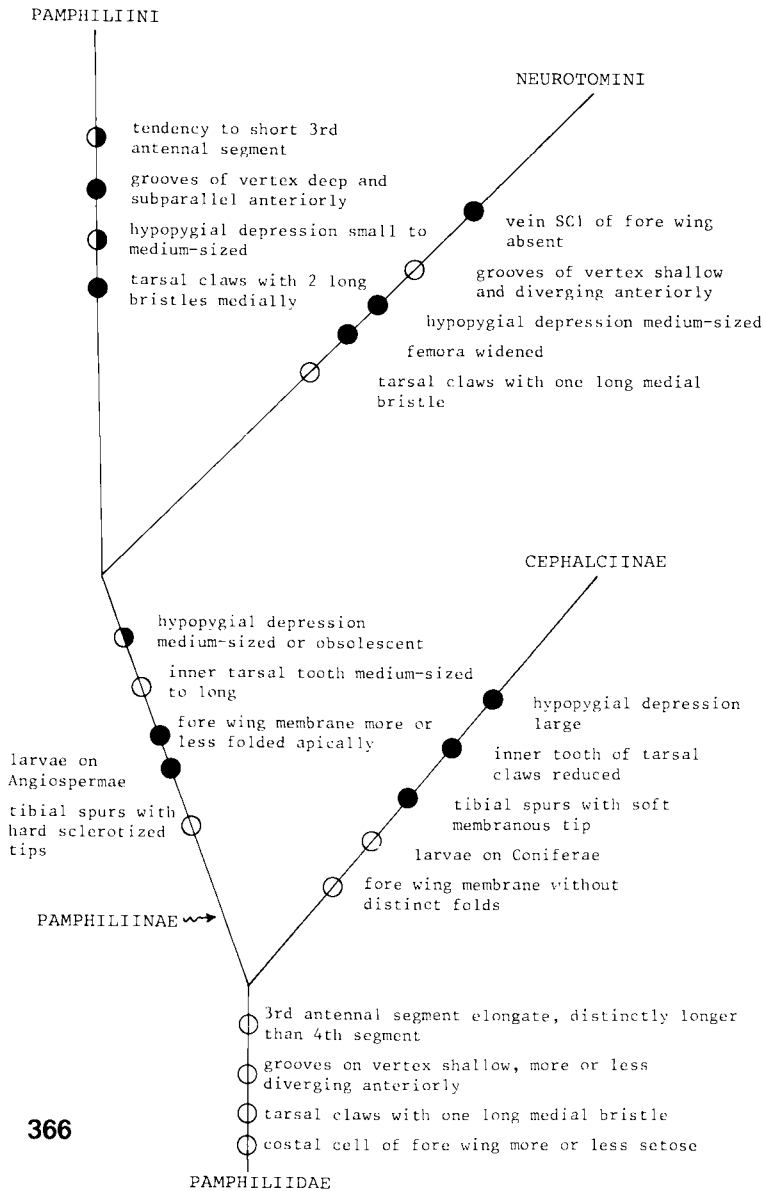 PAMPHILIINI
tendency to short 3rd
antennal segment
grooves of vertex deep and
subparallel anteriorly
hypopygial depression small to
medium-sized
tarsal claws with 2 long
bristles medially
NEUROTOMINI
vein SC1 of fore wing
absent
grooves of vertex shallow
and diverging anteriorly
hypopygial depression medium-sized
femora widened
tarsal claws with one long medial
bristle
hypopygial depression
medium-sized or obsolescent
inner tarsal tooth medium-sized
to long
fore wing membrane more or
less folded apically
larvae on
Angiospermae
tibial spurs with
hard sclerotized
tips
PAMPHILIINAE
CEPHALCIINAE
hypopygial depression
large
inner tooth of tarsal
claws reduced
tibial spurs with soft
membranous tip
larvae on Coniferae
fore wing membrane without
distinct folds
3rd antennal segment elongate, distinctly longer
than 4th segment
grooves on vertex shallow, more or less
diverging anteriorly
tarsal claws with one long medial bristle
costal cell of fore wing more or less setose
PAMPHILIIDAE
366